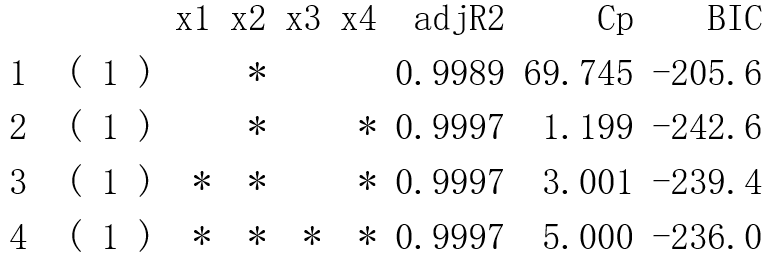 x1 x2 x3 x4 adjR2 Cp BIC
1 ( 1 ) * 0.9989 69.745 -205.6
2 ( 1 ) * * 0.9997 1.199 -242.6
3 ( 1 ) * * * 0.9997 3.001 -239.4
4 ( 1 ) * * * * 0.9997 5.000 -236.0